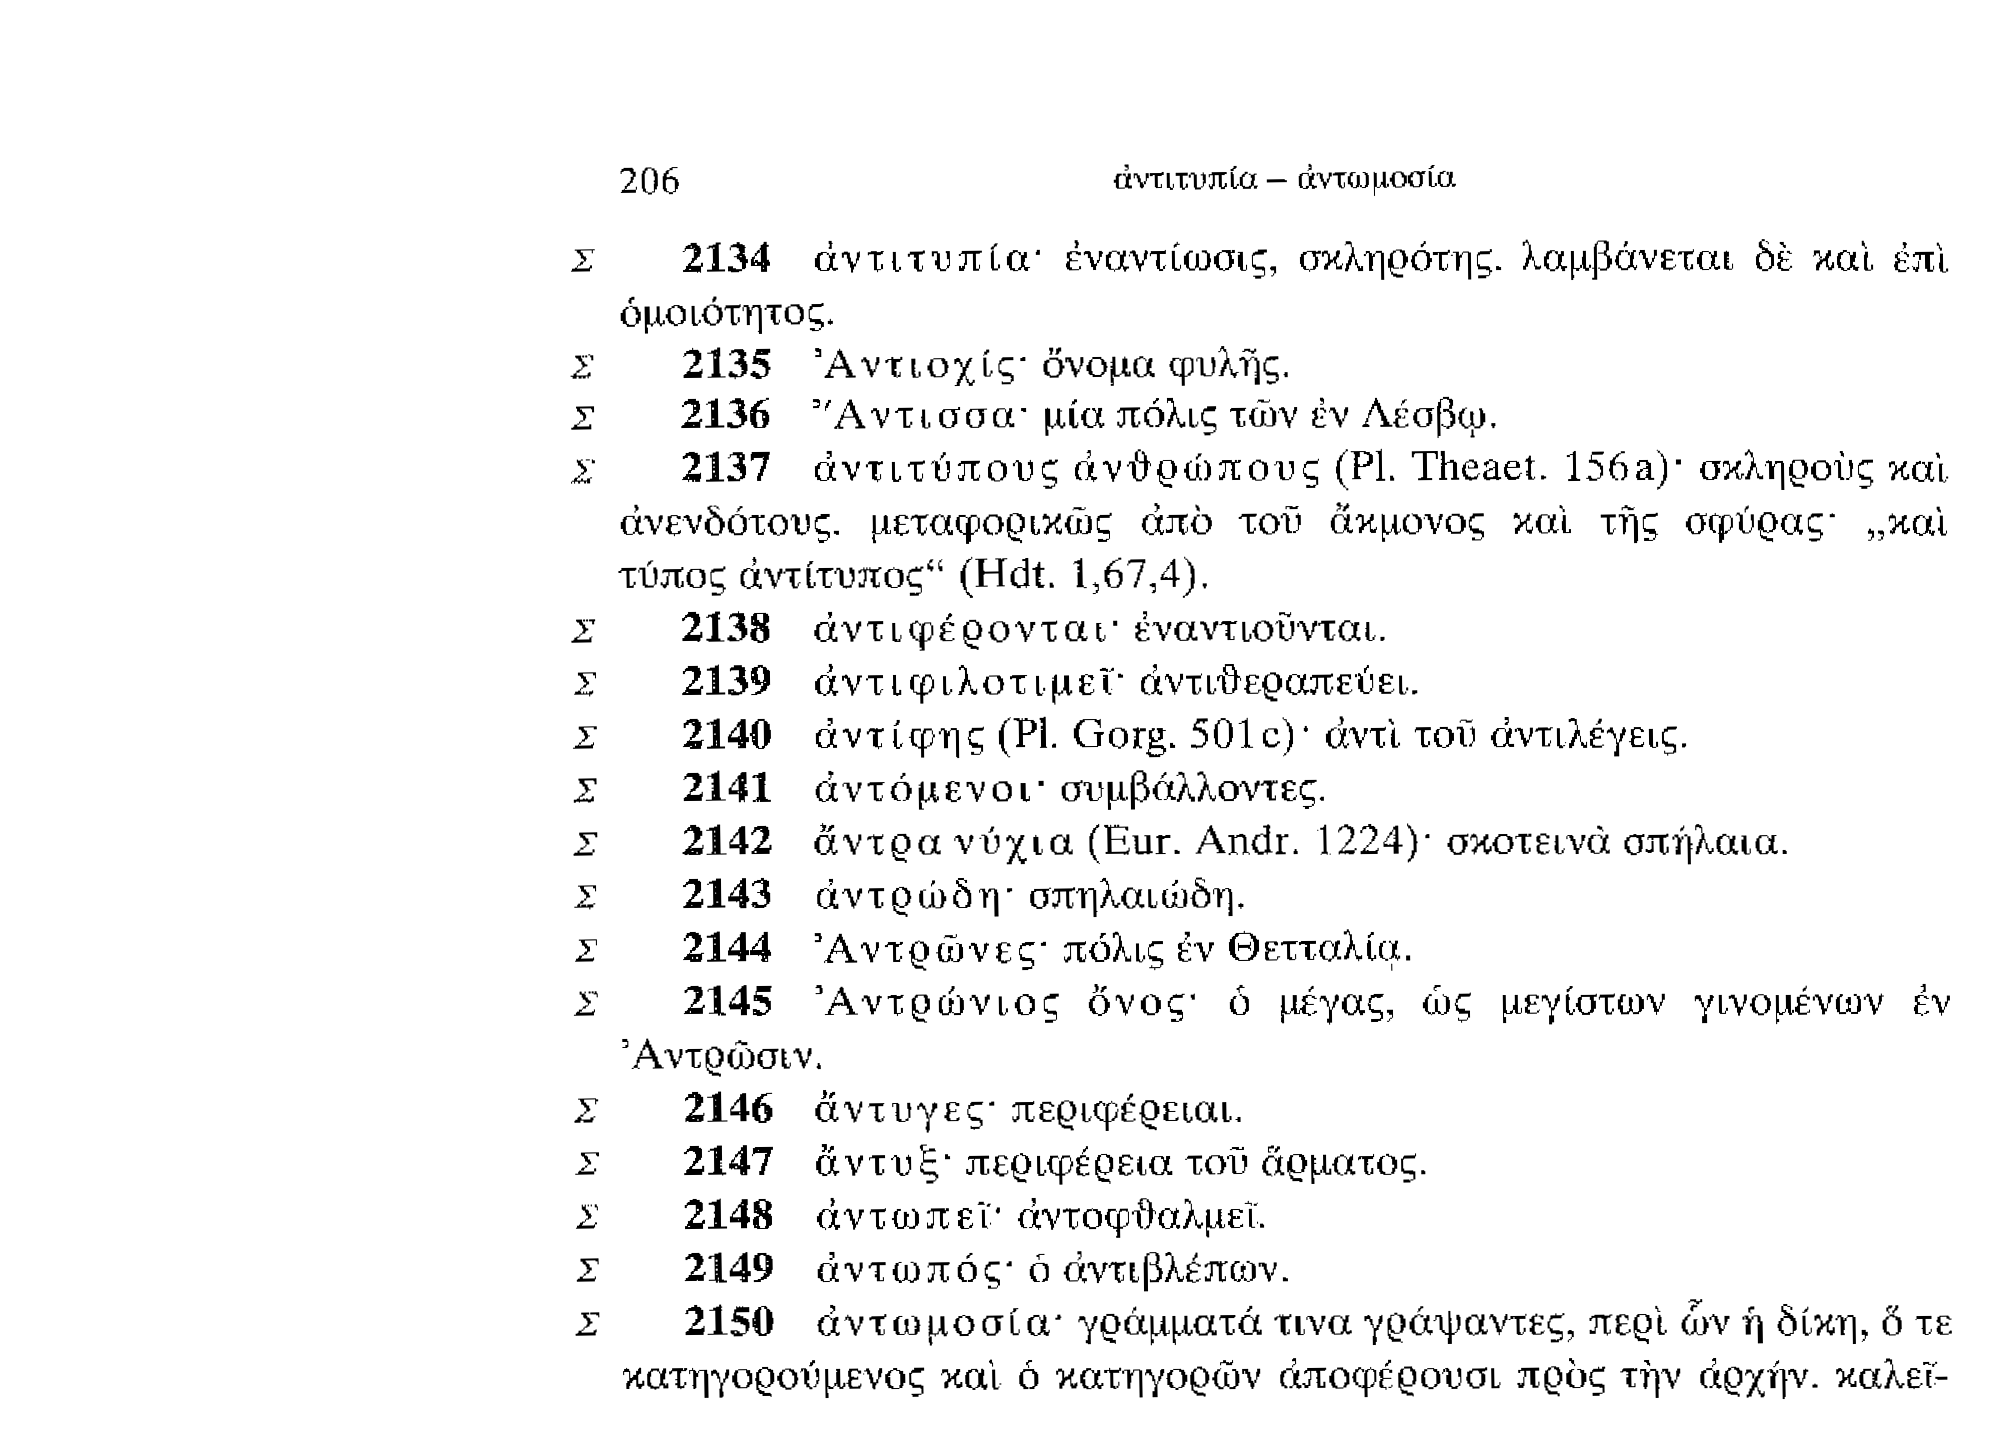 206 ἀντιτυπία – ἀντωμοσία
Σ 2134 ἀντιτυπία· ἐναντίωσις, σκληρότης. λαμβάνεται δὲ καὶ ἐπὶ
ὁμοιότητος.
Σ 2135 Ἀντιοχίς· ὄνομα φυλῆς.
Σ 2136 Ἄντισσα· μία πόλις τῶν ἐν Λέσβῳ.
Σ 2137 ἀντιτύπους ἀνθρώπους (Pl. Theaet. 156a)· σκληροὺς καὶ
ἀνενδότους. μεταφορικῶς ἀπὸ τοῦ ἄκμονος καὶ τῆς σφύρας· „καὶ
τύπος ἀντίτυπος“ (Hdt. 1,67,4).
Σ 2138 ἀντιφέρονται· ἐναντιοῦνται.
Σ 2139 ἀντιφιλοτιμεῖ· ἀντιθεραπεύει.
Σ 2140 ἀντίφης (Pl. Gorg. 501c)· ἀντὶ τοῦ ἀντιλέγεις.
Σ 2141 ἀντόμενοι· συμβάλλοντες.
Σ 2142 ἄντρα νύχια (Eur. Andr. 1224)· σκοτεινὰ σπήλαια.
Σ 2143 ἀντρώδη· σπηλαιώδη.
Σ 2144 Ἀντρῶνες· πόλις ἐν Θετταλίᾳ.
Σ 2145 Ἀντρώνιος ὄνος· ὁ μέγας, ὡς μεγίστων γινομένων ἐν
Ἀντρῶσιν.
Σ 2146 ἄντυγες· περιφέρειαι.
Σ 2147 ἄντυξ· περιφέρεια τοῦ ἅρματος.
Σ 2148 ἀντωπεῖ· ἀντοφθαλμεῖ.
Σ 2149 ἀντωπός· ὁ ἀντιβλέπων.
Σ 2150 ἀντωμοσία· γράμματά τινα γράψαντες, περὶ ὧν ἡ δίκη, ὅ τε
κατηγορούμενος καὶ ὁ κατηγορῶν ἀποφέρουσι πρὸς τὴν ἀρχήν. καλεῖ-